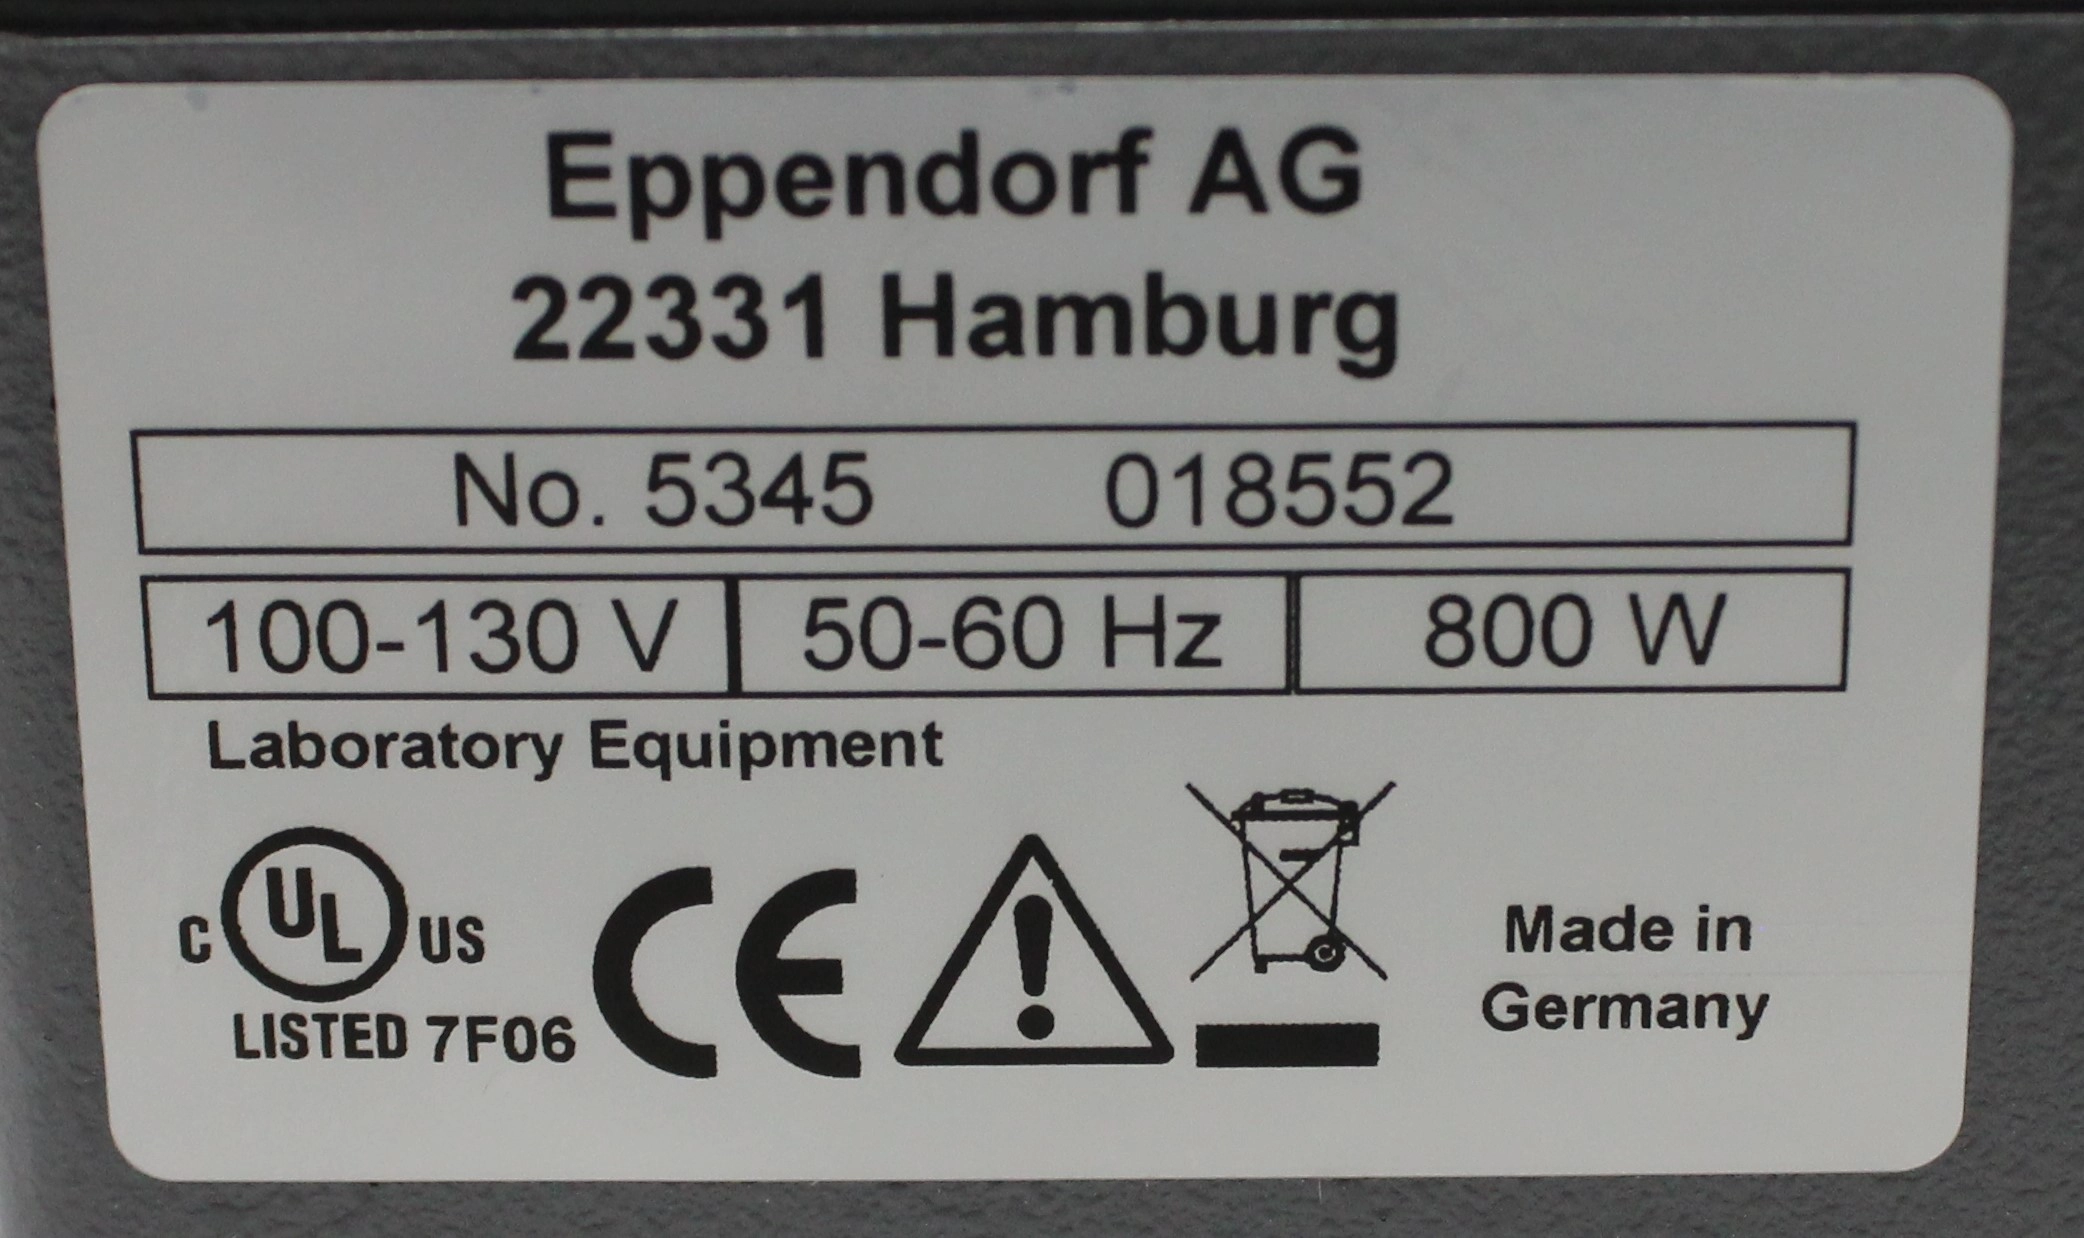 Eppendorf AG
22331 Hamburg
No. 5345 018552
100-130 V 50-60 Hz 800 W
Laboratory Equipment
C UL US
LISTED 7F06
CE
Made in
Germany